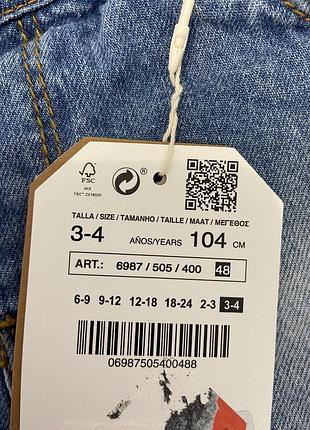 FSC
MIX
FSC® C016020
®
TALLA / SIZE / TAMANHO / TAILLE / MAAT / ΜΕΓΕΘΟΣ
3-4 AÑOS/YEARS 104 CM
ART.: 6987 / 505 / 400 48
6-9 9-12 12-18 18-24 2-3 3-4
06987505400488